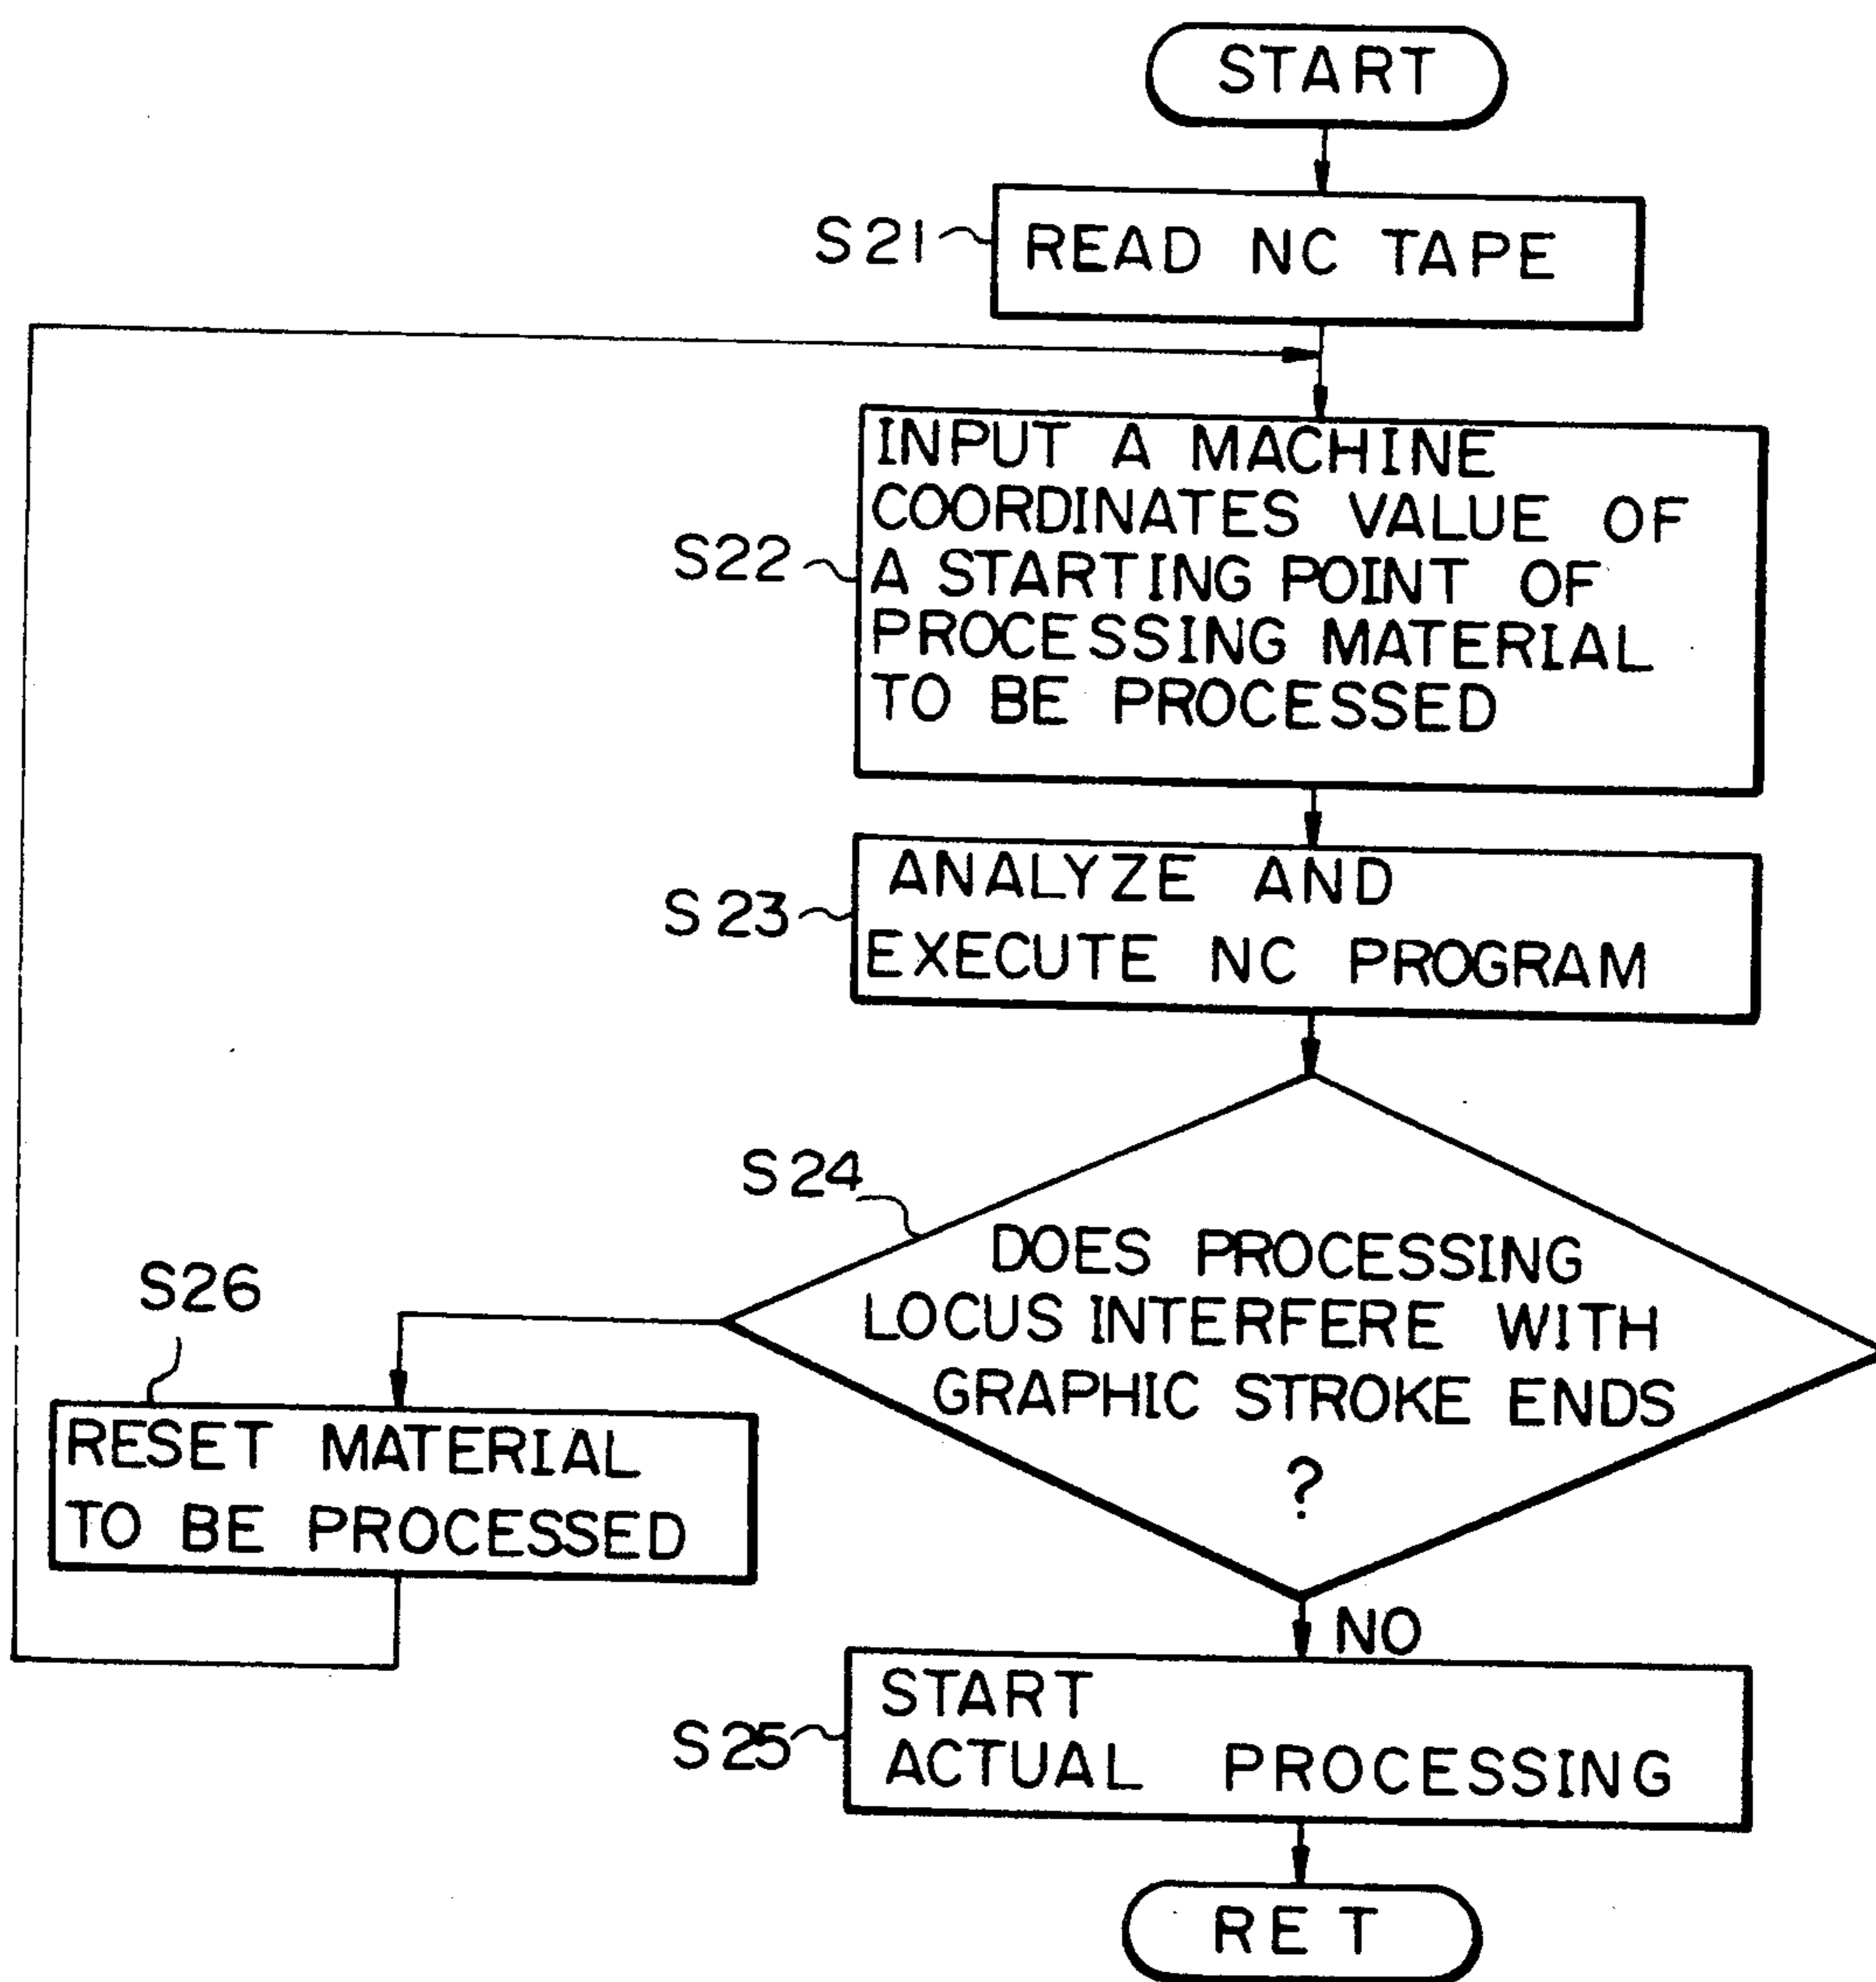 START
S21
READ NC TAPE
INPUT A MACHINE
COORDINATES VALUE OF
S22
A STARTING POINT OF
PROCESSING MATERIAL
TO BE PROCESSED
ANALYZE AND
S23
EXECUTE NC PROGRAM
S24
DOES PROCESSING
LOCUS INTERFERE WITH
GRAPHIC STROKE ENDS
?
S26
RESET MATERIAL
TO BE PROCESSED
NO
START
S25
ACTUAL PROCESSING
RET